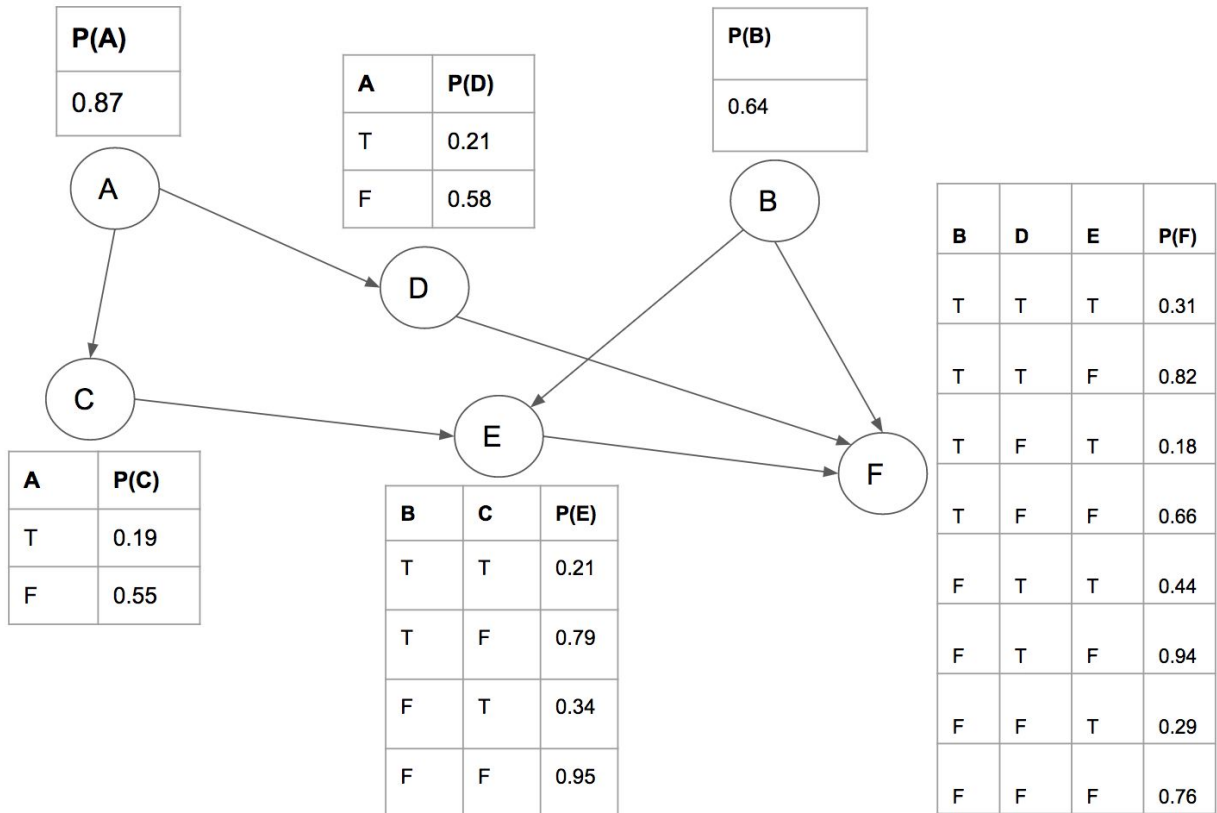 P(A)
0.87
A P(D)
T 0.21
F 0.58
P(B)
0.64
A
D
B
C
E
F
A P(C)
T 0.19
F 0.55
B C P(E)
T T 0.21
T F 0.79
F T 0.34
F F 0.95
B D E P(F)
T T T 0.31
T T F 0.82
T F T 0.18
T F F 0.66
F T T 0.44
F T F 0.94
F F T 0.29
F F F 0.76